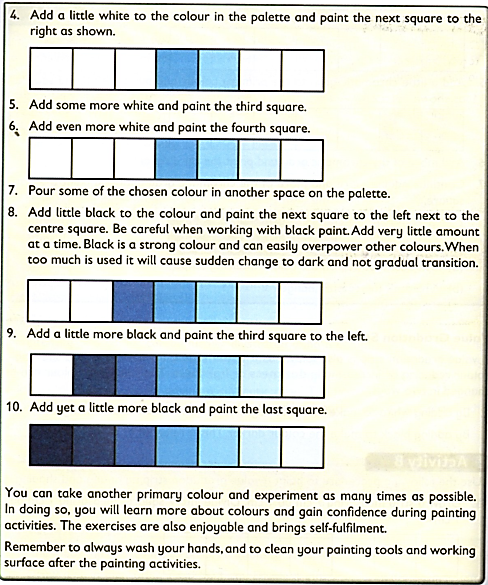 4. Add a little white to the colour in the palette and paint the next square to the
right as shown.
5. Add some more white and paint the third square.
6. Add even more white and paint the fourth square.
7. Pour some of the chosen colour in another space on the palette.
8. Add little black to the colour and paint the next square to the left next to the
centre square. Be careful when working with black paint. Add very little amount
at a time. Black is a strong colour and can easily overpower other colours. When
too much is used it will cause sudden change to dark and not gradual transition.
9. Add a little more black and paint the third square to the left.
10. Add yet a little more black and paint the last square.
You can take another primary colour and experiment as many times as possible.
In doing so, you will learn more about colours and gain confidence during painting
activities. The exercises are also enjoyable and brings self-fulfilment.
Remember to always wash your hands, and to clean your painting tools and working
surface after the painting activities.